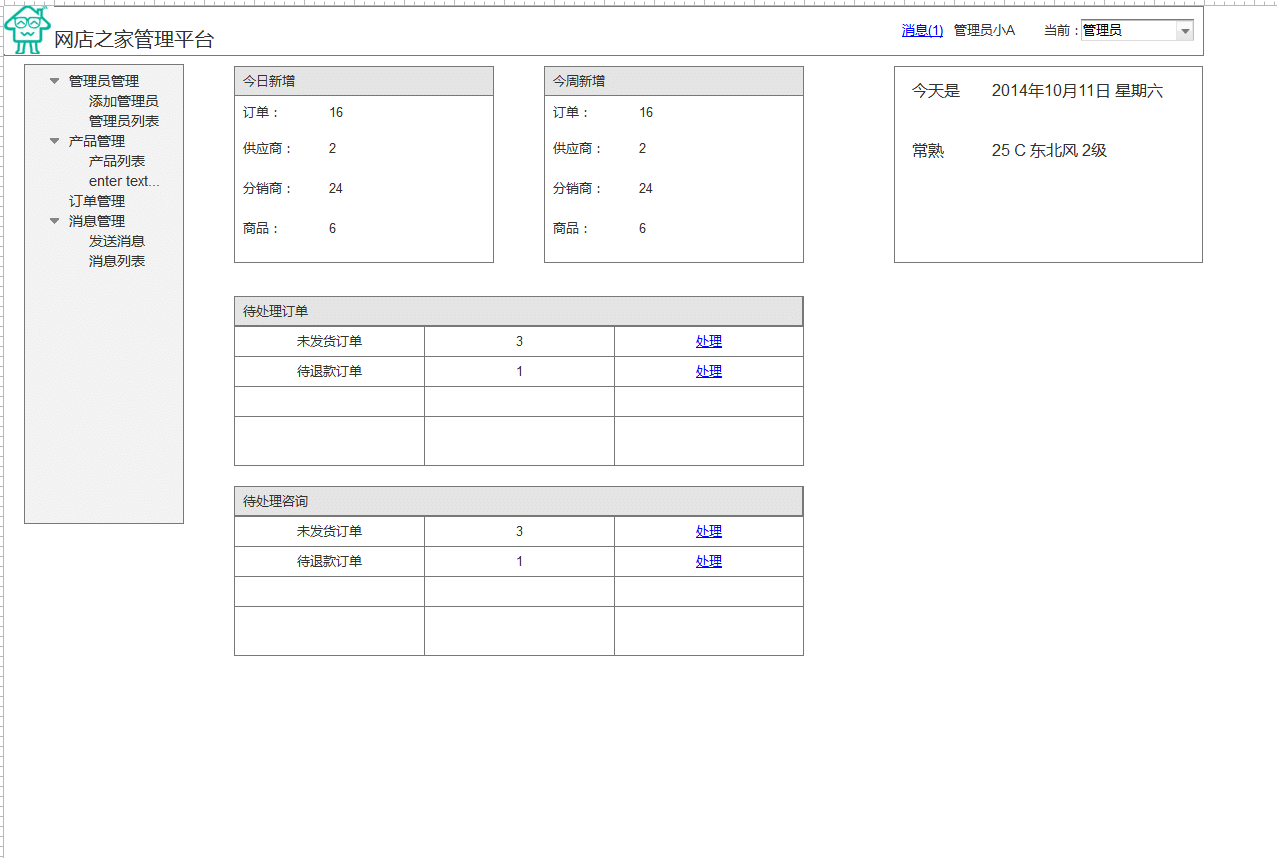 网店之家管理平台
消息(1) 管理员小A 当前：管理员
管理员管理
添加管理员
管理员列表
产品管理
产品列表
enter text...
订单管理
消息管理
发送消息
消息列表
今日新增
订单： 16
供应商： 2
分销商： 24
商品： 6
今周新增
订单： 16
供应商： 2
分销商： 24
商品： 6
今天是 2014年10月11日 星期六
常熟 25 C 东北风 2级
待处理订单
未发货订单 3 处理
待退款订单 1 处理
待处理咨询
未发货订单 3 处理
待退款订单 1 处理